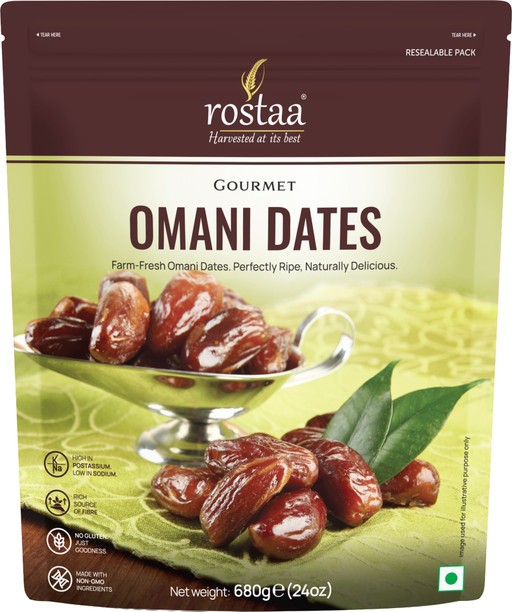 TEAR HERE
TEAR HERE
RESEALABLE PACK
rostaa®
Harvested at its best
GOURMET
OMANI DATES
Farm-Fresh Omani Dates. Perfectly Ripe, Naturally Delicious.
K
Na
HIGH IN
POSTASSIUM,
LOW IN SODIUM.
RICH
SOURCE
OF FIBRE
NO GLUTEN,
JUST
GOODNESS.
MADE WITH
NON-GMO
INGREDIENTS
Image used for illustrative purpose only
Net weight: 680g℮(24oz)